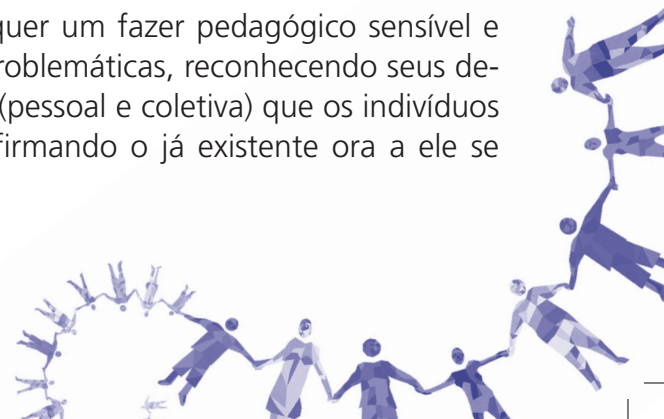 quer um fazer pedagógico sensível e
roblemáticas, reconhecendo seus de-
(pessoal e coletiva) que os indivíduos
firmando o já existente ora a ele se